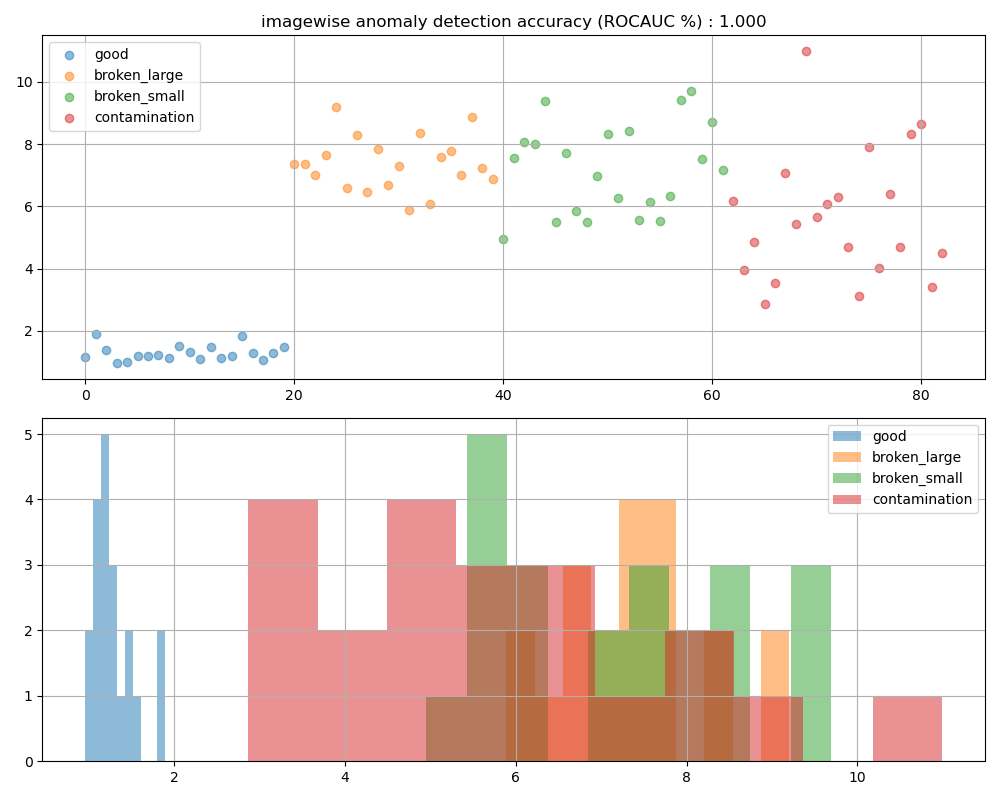 imagewise anomaly detection accuracy (ROCAUC %) : 1.000
good
broken_large
broken_small
contamination
10
8
6
4
2
0 20 40 60 80
good
broken_large
broken_small
contamination
5
4
3
2
1
0
2 4 6 8 10